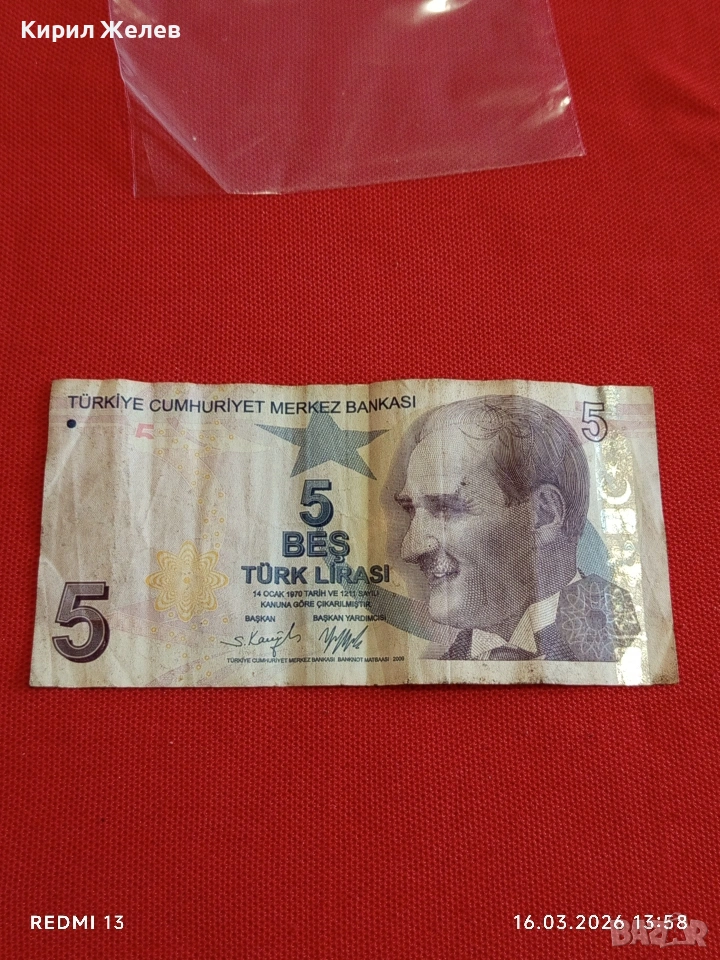 Кирил Желев
TÜRKİYE CUMHURİYET MERKEZ BANKASI
5
5
5
BEŞ
TÜRK LİRASI
14 OCAK 1970 TARİH VE 1211 SAYILI
KANUNA GÖRE ÇIKARILMIŞTIR.
BAŞKAN BAŞKAN YARDIMCISI
5
TÜRKİYE CUMHURİYET MERKEZ BANKASI BANKNOT MATBAASI 2009
REDMI 13
16.03.2026 13:58
BAZAR